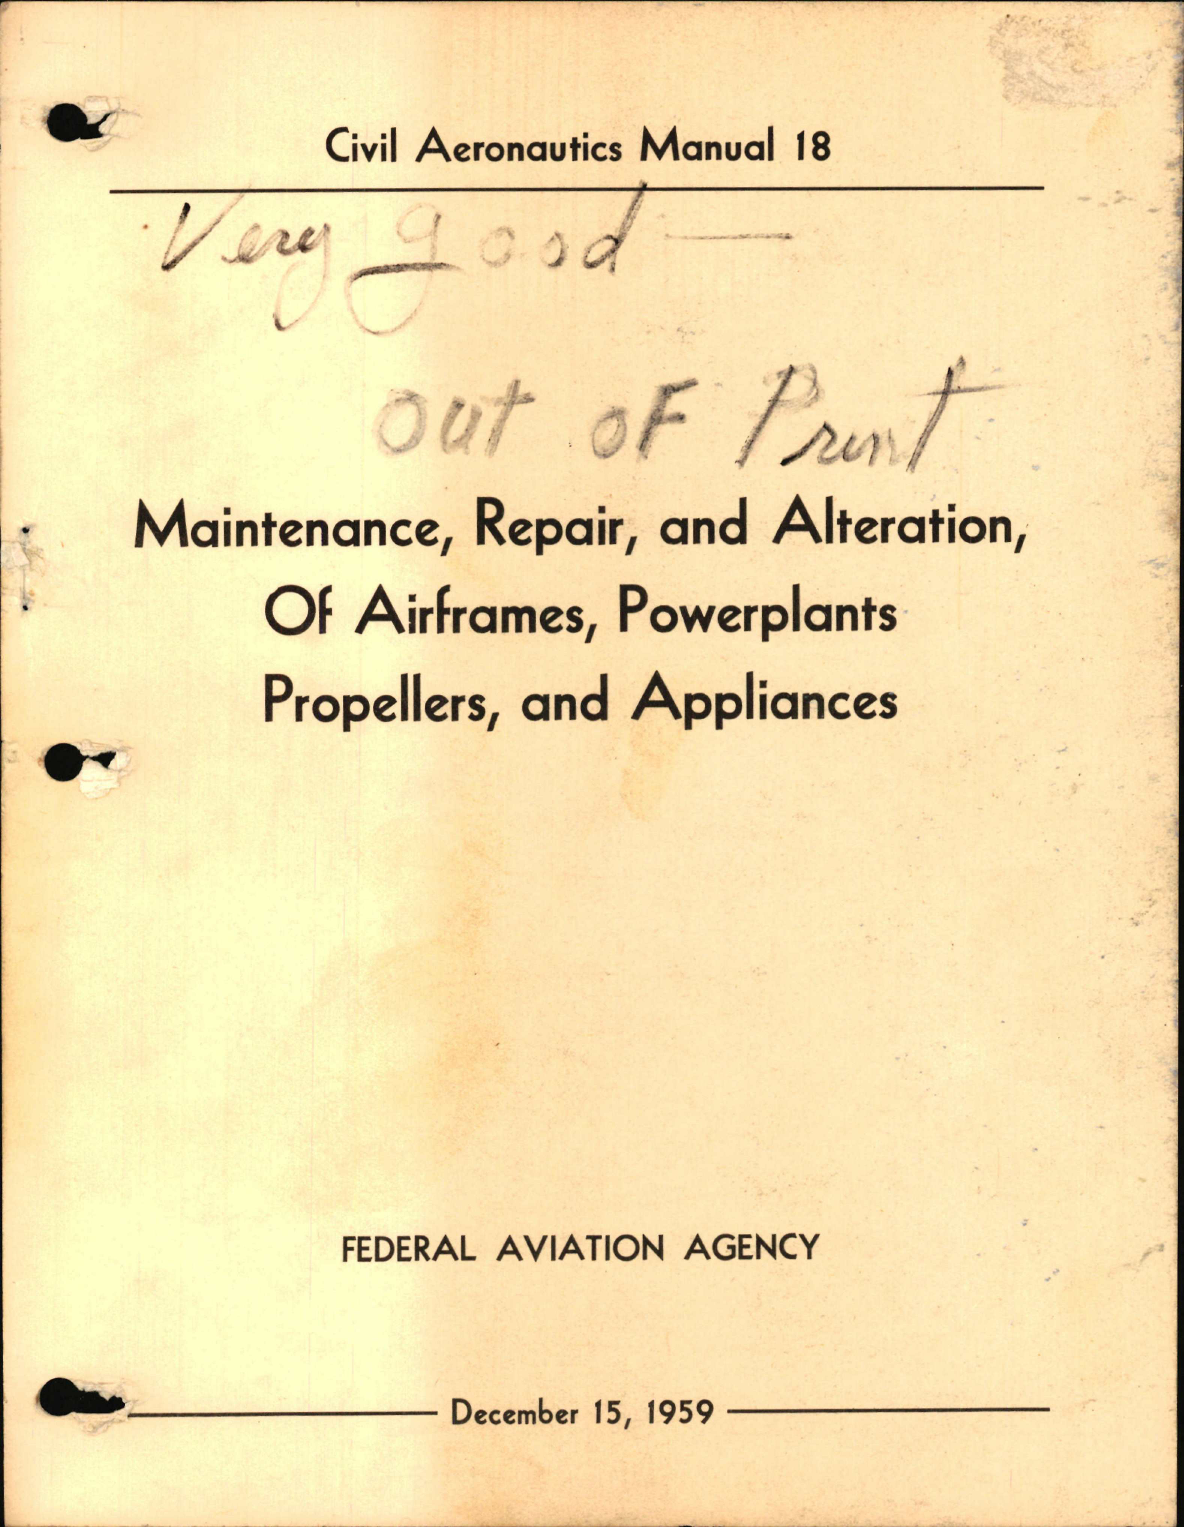 Civil Aeronautics Manual 18
Very good —
out of Print
Maintenance, Repair, and Alteration,
Of Airframes, Powerplants
Propellers, and Appliances
FEDERAL AVIATION AGENCY
December 15, 1959